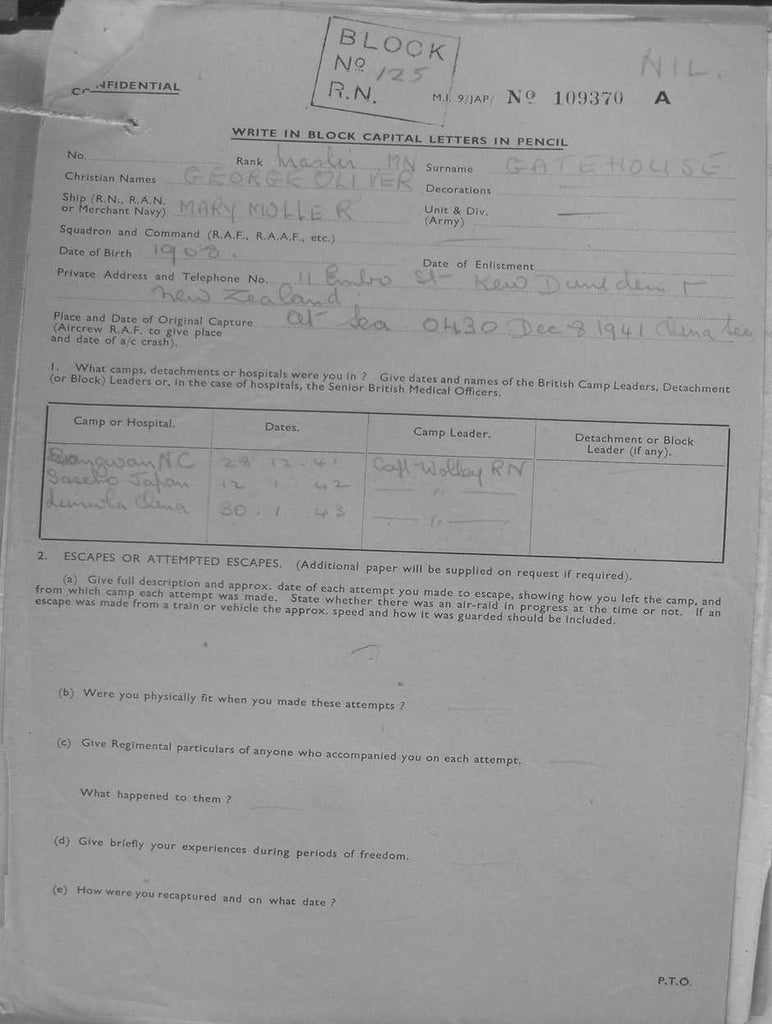 BLOCK
Nº 125
R.N.
NIL.
CONFIDENTIAL
M.I. 9/JAP/ Nº 109370 A
WRITE IN BLOCK CAPITAL LETTERS IN PENCIL
No. Rank Master MN Surname GATEHOUSE
Christian Names GEORGE OLIVER Decorations —
Ship (R.N., R.A.N. or Merchant Navy) MARY MOLLER Unit & Div. (Army) —
Squadron and Command (R.A.F., R.A.A.F., etc.)
Date of Birth 1908. Date of Enlistment
Private Address and Telephone No. 11 Embo St Kew Dunedin
New Zealand
Place and Date of Original Capture at Sea 0430 Dec 8 1941 China Sea
(Aircrew R.A.F. to give place
and date of a/c crash).
1. What camps, detachments or hospitals were you in ? Give dates and names of the British Camp Leaders, Detachment
(or Block) Leaders or, in the case of hospitals, the Senior British Medical Officers.
Camp or Hospital. Dates. Camp Leader. Detachment or Block
Leader (if any).
28 12 41 Capt Wolley RN
Japan 12 1 42 — " —
China 30 1 43 — " —
2. ESCAPES OR ATTEMPTED ESCAPES. (Additional paper will be supplied on request if required).
(a) Give full description and approx. date of each attempt you made to escape, showing how you left the camp, and
from which camp each attempt was made. State whether there was an air-raid in progress at the time or not. If an
escape was made from a train or vehicle the approx. speed and how it was guarded should be included.
(b) Were you physically fit when you made these attempts ?
(c) Give Regimental particulars of anyone who accompanied you on each attempt.
What happened to them ?
(d) Give briefly your experiences during periods of freedom.
(e) How were you recaptured and on what date ?
P.T.O.